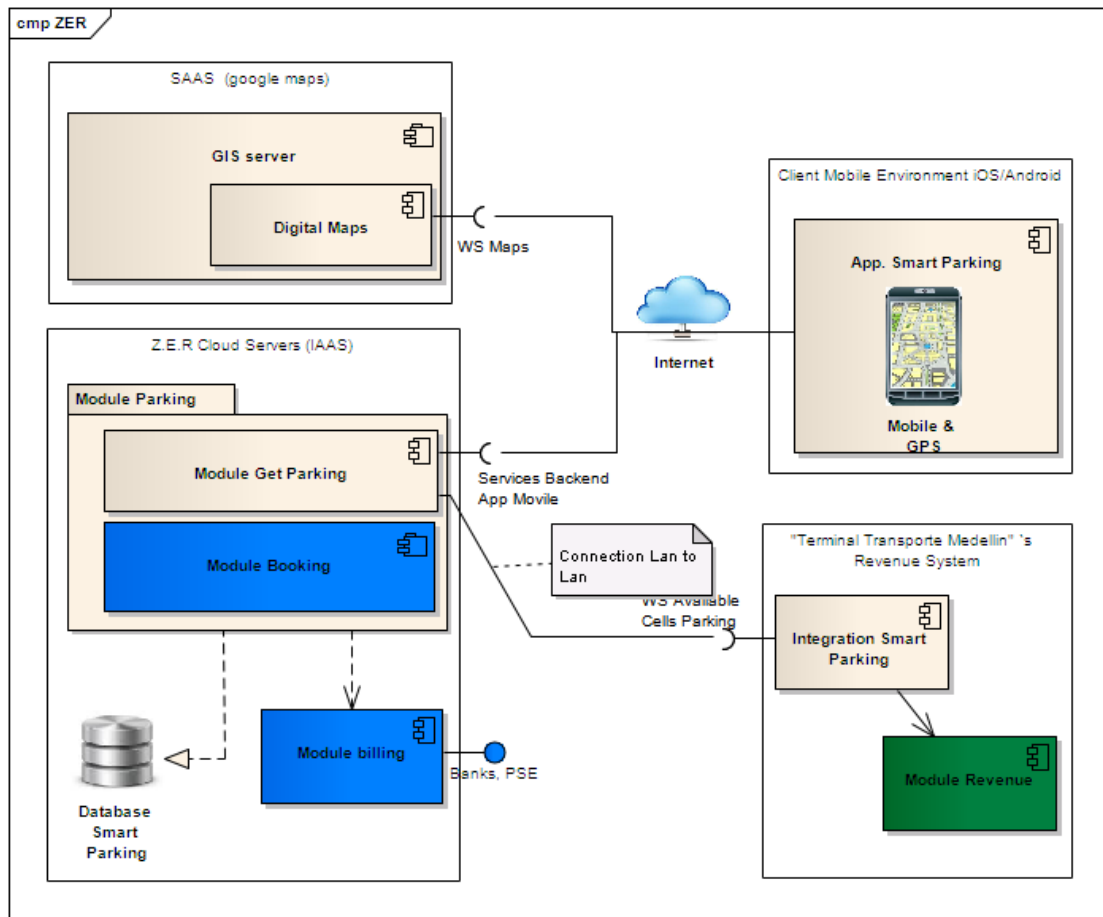 cmp ZER
SAAS (google maps)
GIS server
Digital Maps
WS Maps
Client Mobile Environment iOS/Android
App. Smart Parking
Mobile &
GPS
Internet
Z.E.R Cloud Servers (IAAS)
Module Parking
Module Get Parking
Services Backend
App Movile
Module Booking
Connection Lan to
Lan
WS Available
Cells Parking
"Terminal Transporte Medellin" `s
Revenue System
Integration Smart
Parking
Module Revenue
Module billing
Banks, PSE
Database
Smart
Parking